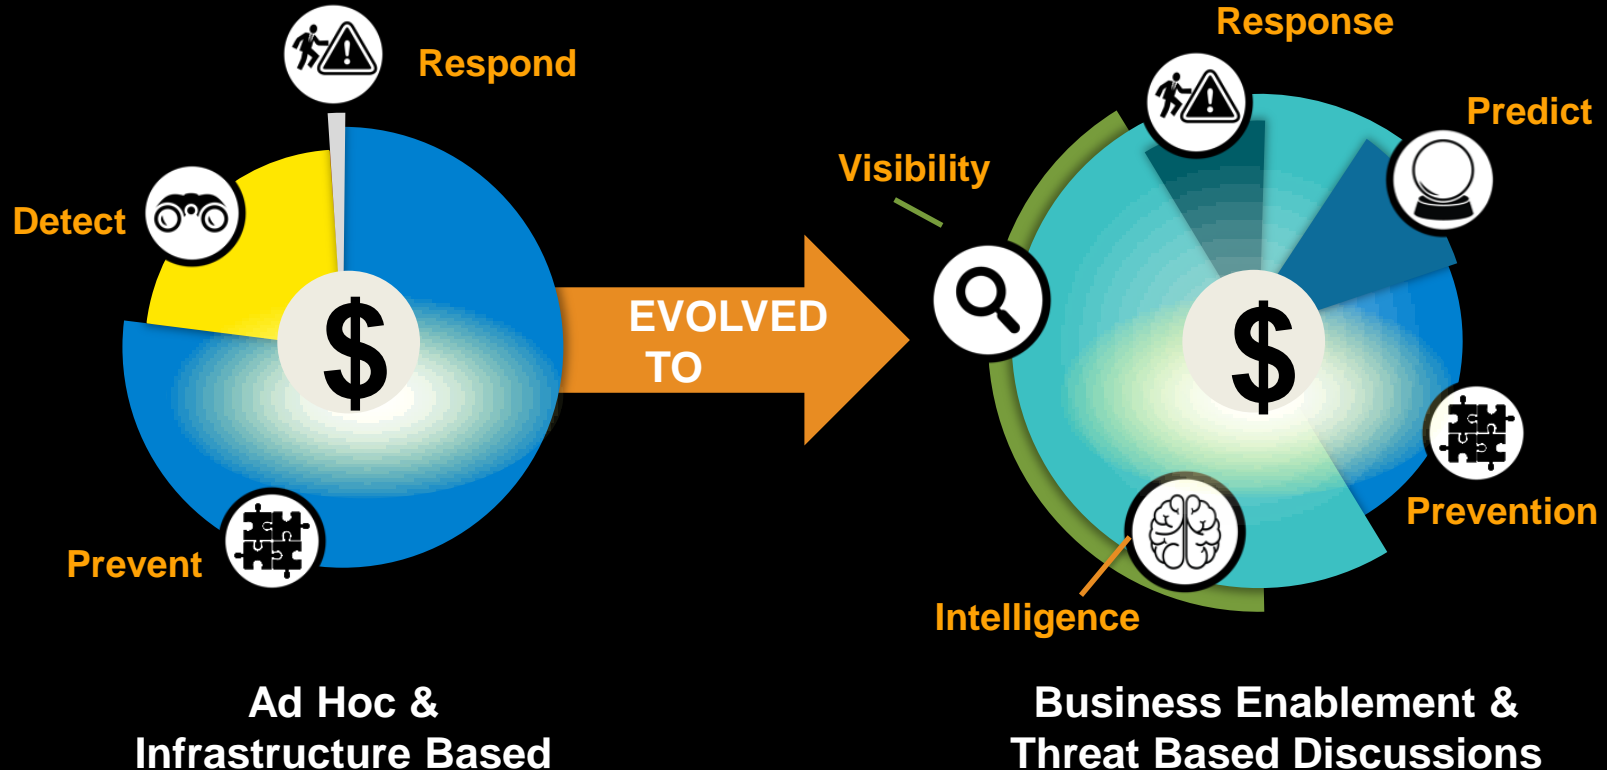 Respond
Detect
$
Prevent
Ad Hoc &
Infrastructure Based
EVOLVED
TO
Response
Predict
Visibility
$
Prevention
Intelligence
Business Enablement &
Threat Based Discussions